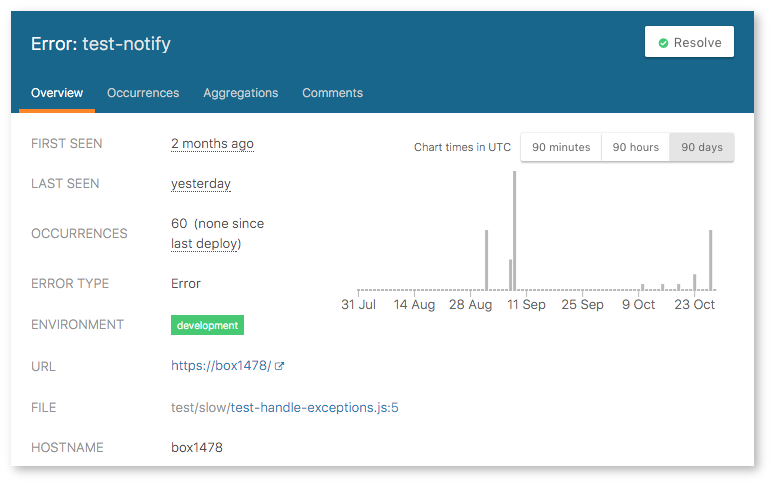 Error: test-notify
Resolve
Overview Occurrences Aggregations Comments
FIRST SEEN 2 months ago
Chart times in UTC 90 minutes 90 hours 90 days
LAST SEEN yesterday
OCCURRENCES 60 (none since
last deploy)
ERROR TYPE Error
31 Jul 14 Aug 28 Aug 11 Sep 25 Sep 9 Oct 23 Oct
ENVIRONMENT development
URL https://box1478/
FILE test/slow/test-handle-exceptions.js:5
HOSTNAME box1478